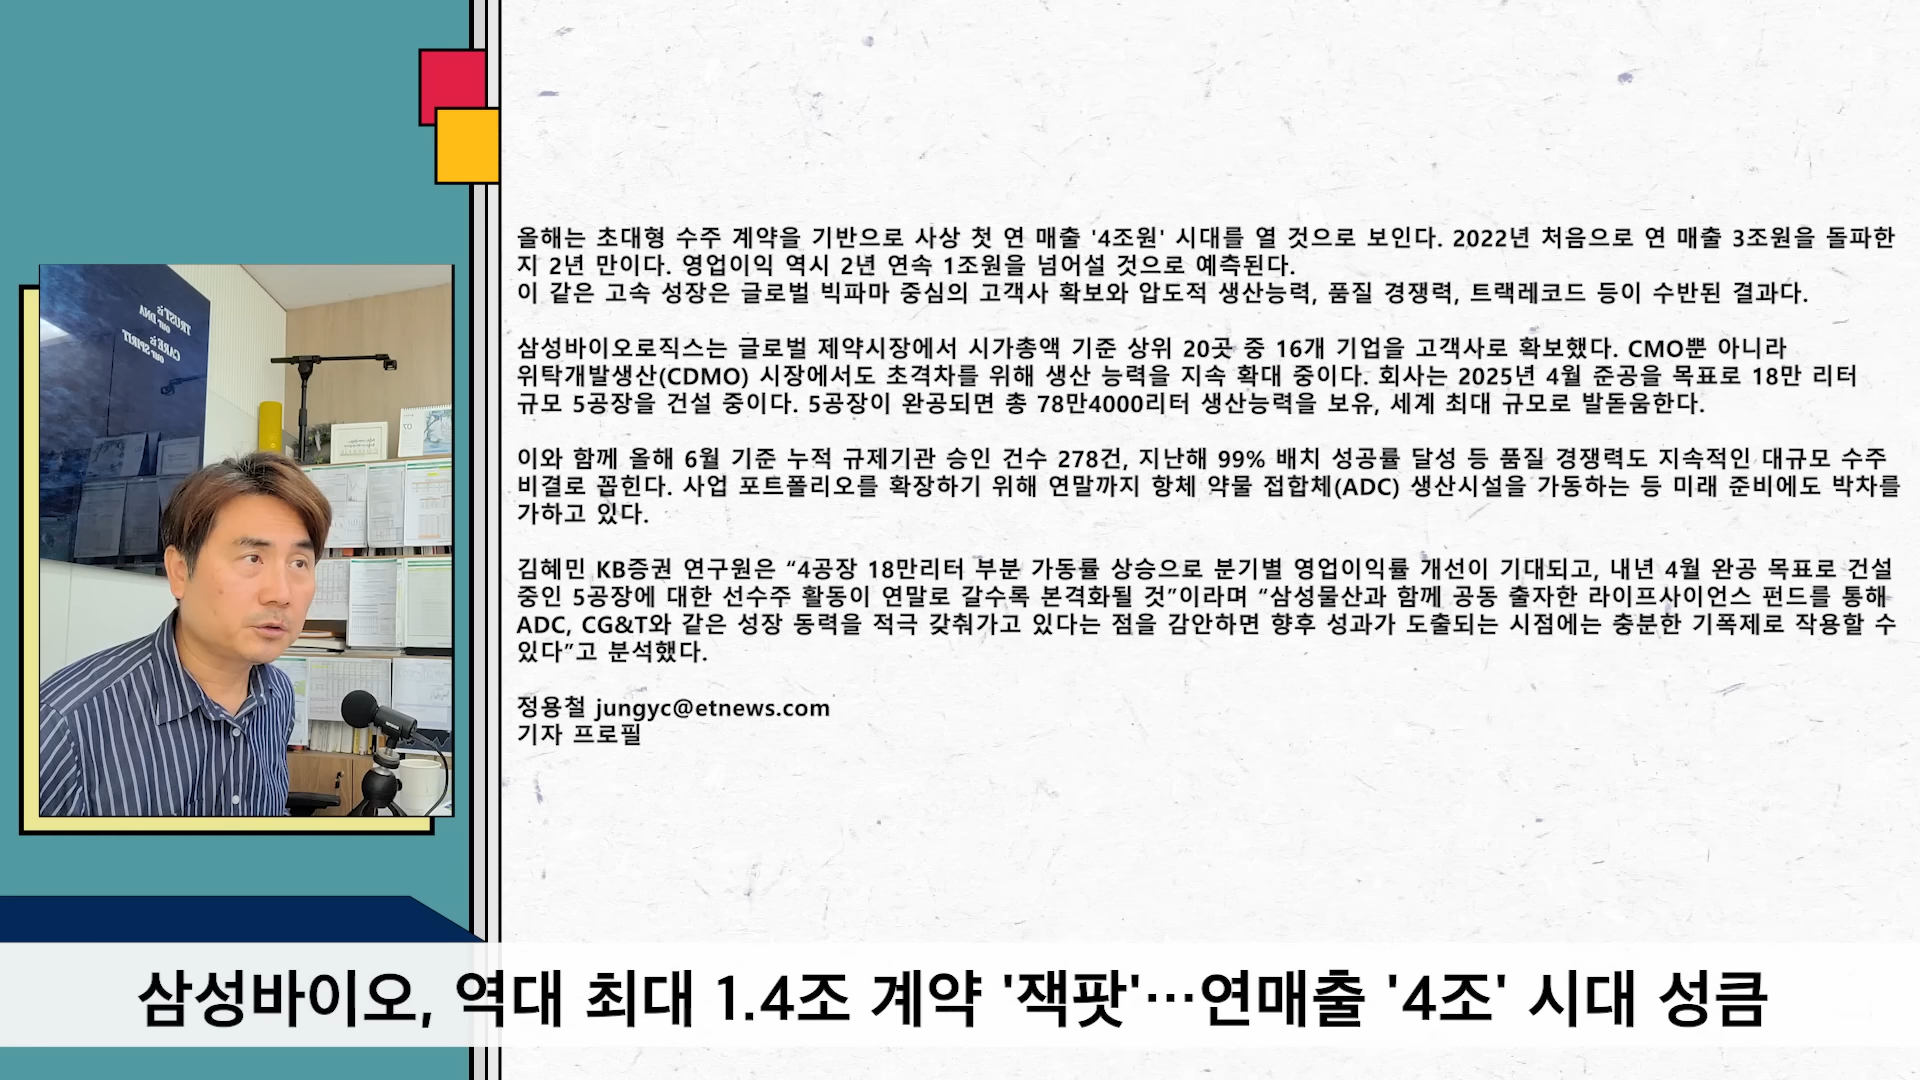 올해는 초대형 수주 계약을 기반으로 사상 첫 연 매출 '4조원' 시대를 열 것으로 보인다. 2022년 처음으로 연 매출 3조원을 돌파한
지 2년 만이다. 영업이익 역시 2년 연속 1조원을 넘어설 것으로 예측된다.
이 같은 고속 성장은 글로벌 빅파마 중심의 고객사 확보와 압도적 생산능력, 품질 경쟁력, 트랙레코드 등이 수반된 결과다.
삼성바이오로직스는 글로벌 제약시장에서 시가총액 기준 상위 20곳 중 16개 기업을 고객사로 확보했다. CMO뿐 아니라
위탁개발생산(CDMO) 시장에서도 초격차를 위해 생산 능력을 지속 확대 중이다. 회사는 2025년 4월 준공을 목표로 18만 리터
규모 5공장을 건설 중이다. 5공장이 완공되면 총 78만4000리터 생산능력을 보유, 세계 최대 규모로 발돋움한다.
이와 함께 올해 6월 기준 누적 규제기관 승인 건수 278건, 지난해 99% 배치 성공률 달성 등 품질 경쟁력도 지속적인 대규모 수주
비결로 꼽힌다. 사업 포트폴리오를 확장하기 위해 연말까지 항체 약물 접합체(ADC) 생산시설을 가동하는 등 미래 준비에도 박차를
가하고 있다.
김혜민 KB증권 연구원은 “4공장 18만리터 부분 가동률 상승으로 분기별 영업이익률 개선이 기대되고, 내년 4월 완공 목표로 건설
중인 5공장에 대한 선수주 활동이 연말로 갈수록 본격화될 것”이라며 “삼성물산과 함께 공동 출자한 라이프사이언스 펀드를 통해
ADC, CG&T와 같은 성장 동력을 적극 갖춰가고 있다는 점을 감안하면 향후 성과가 도출되는 시점에는 충분한 기폭제로 작용할 수
있다”고 분석했다.
정용철 jungyc@etnews.com
기자 프로필
TRUST is
our DNA
CARE is
our SPIRIT
07
삼성바이오, 역대 최대 1.4조 계약 '잭팟'…연매출 '4조' 시대 성큼